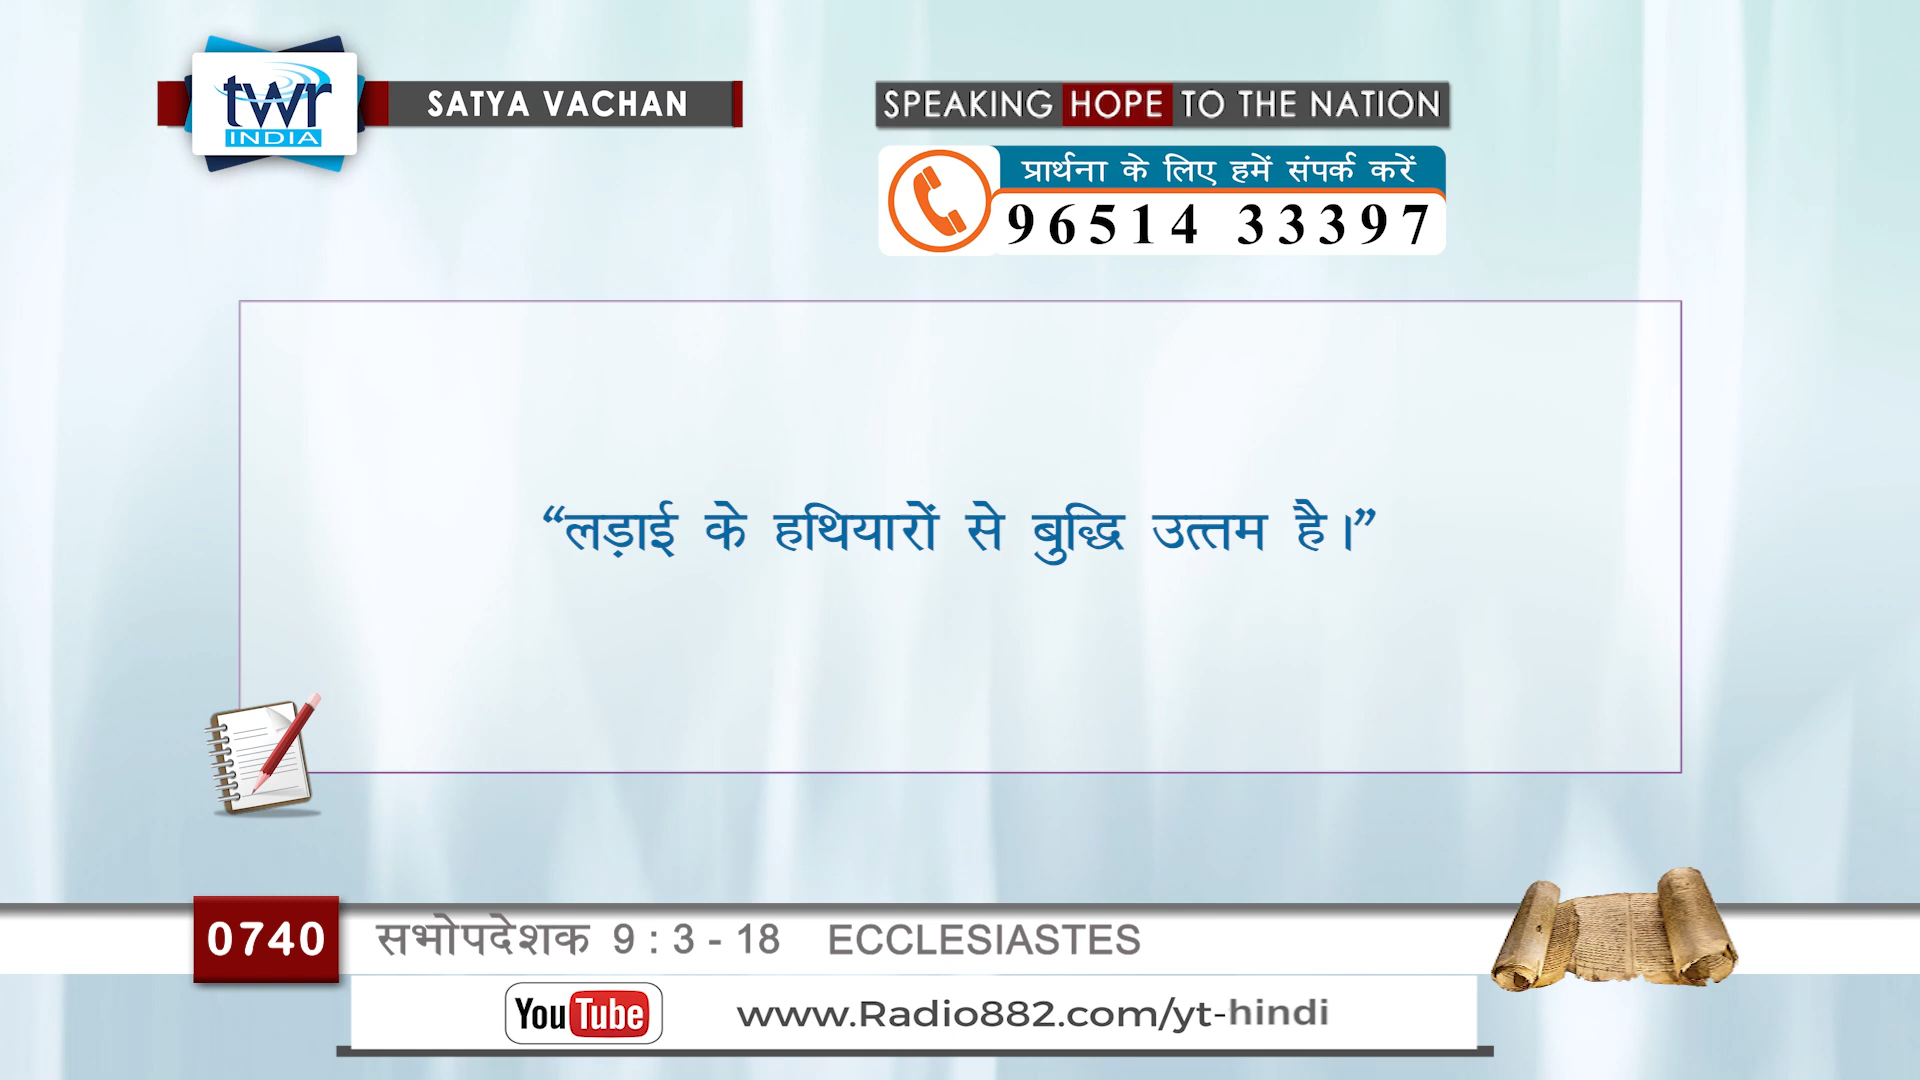 twr
INDIA
SATYA VACHAN
SPEAKING HOPE TO THE NATION
प्रार्थना के लिए हमें संपर्क करें
96514 33397
“लड़ाई के हथियारों से बुद्धि उत्तम है।”
0740
सभोपदेशक 9 : 3 - 18 ECCLESIASTES
YouTube
www.Radio882.com/yt-hindi